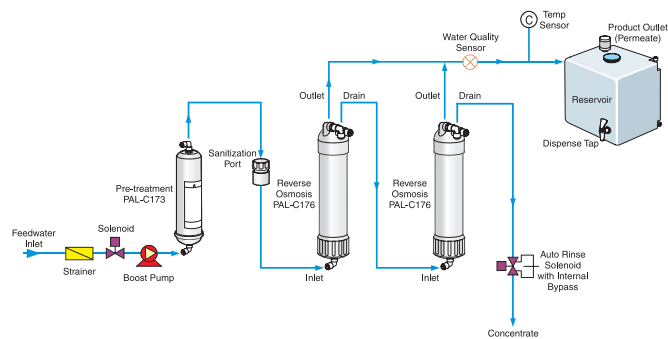 Temp
Sensor
C
Product Outlet
(Permeate)
Water Quality
Sensor
Reservoir
Dispense Tap
Outlet
Drain
Outlet
Drain
Sanitization
Port
Pre-treatment
PAL-C173
Reverse
Osmosis
PAL-C176
Reverse
Osmosis
PAL-C176
Feedwater
Inlet
Solenoid
Strainer
Boost Pump
Inlet
Inlet
Auto Rinse
Solenoid
with Internal
Bypass
Concentrate